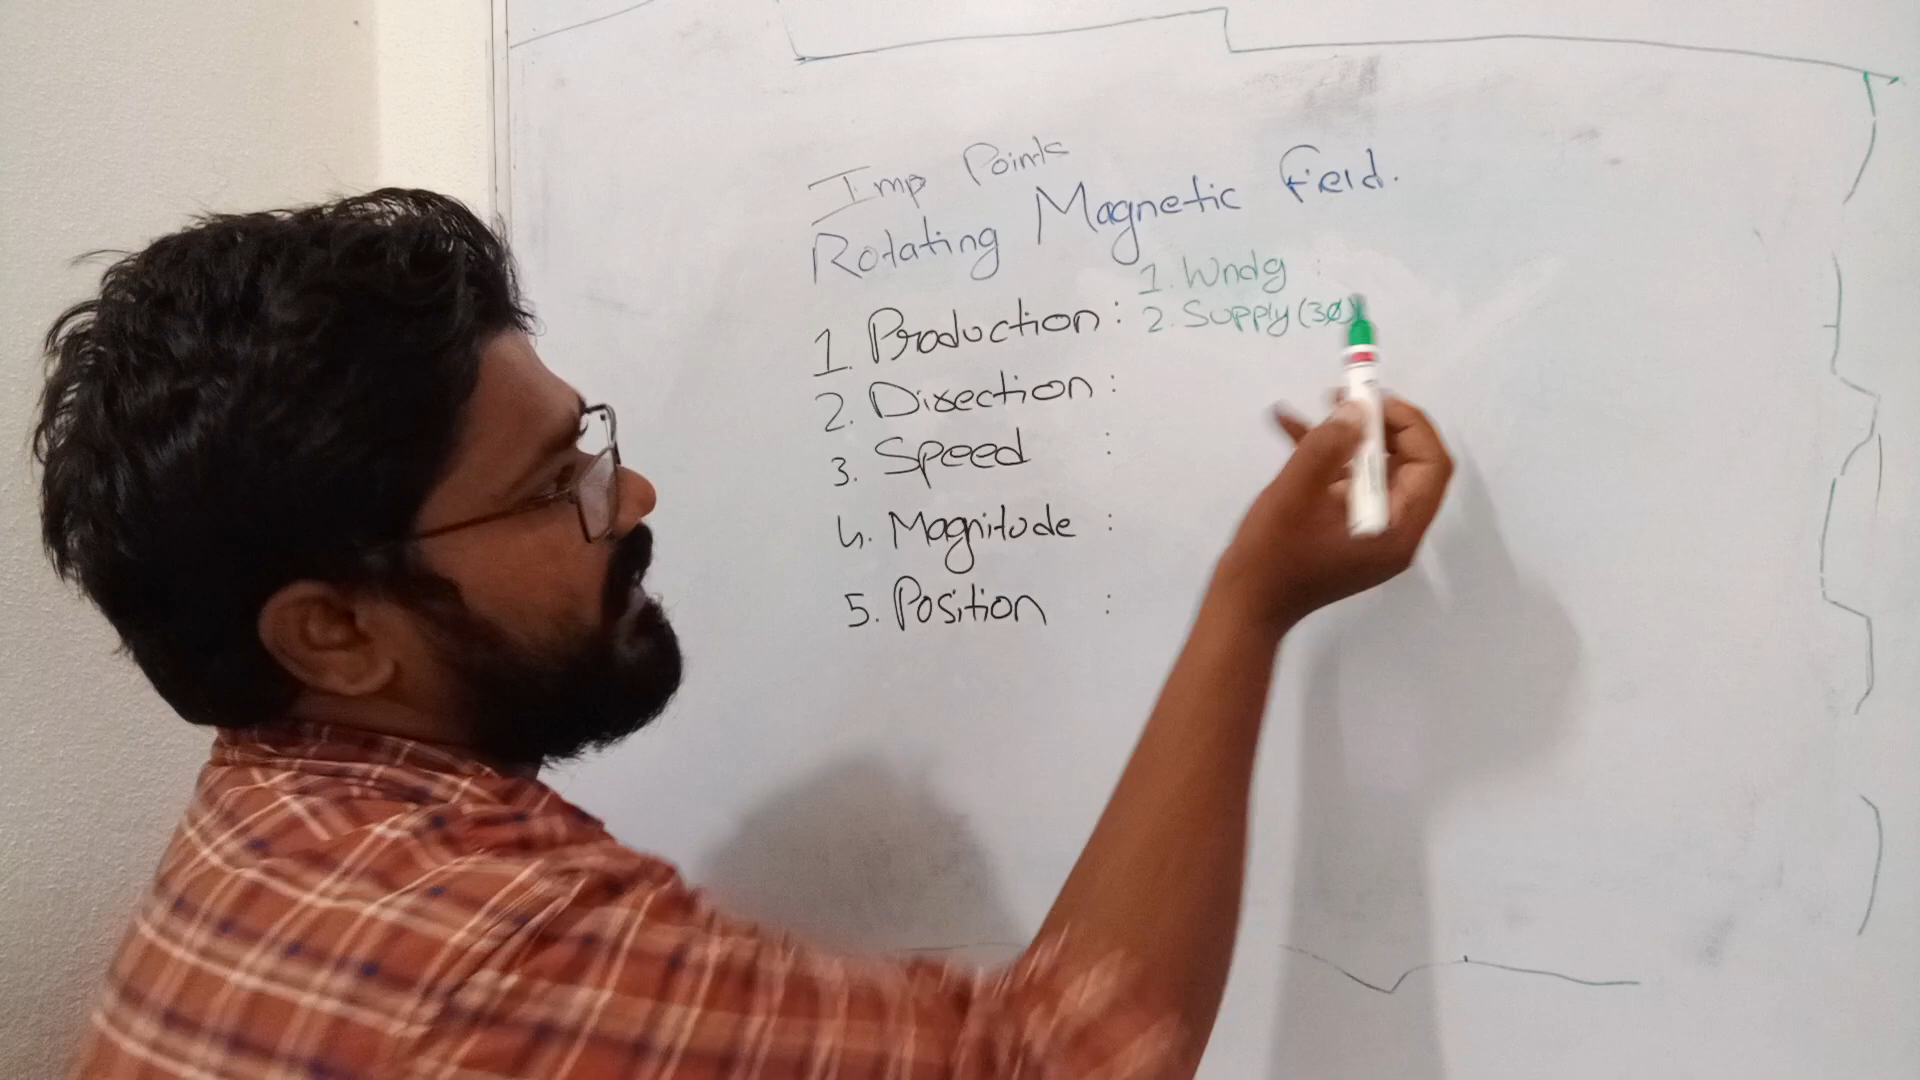 Imp Points
Rotating Magnetic Field.
1. Production : 1. Wndg :
2. Supply (3Ø)
2. Direction :
3. Speed :
4. Magnitude :
5. Position :